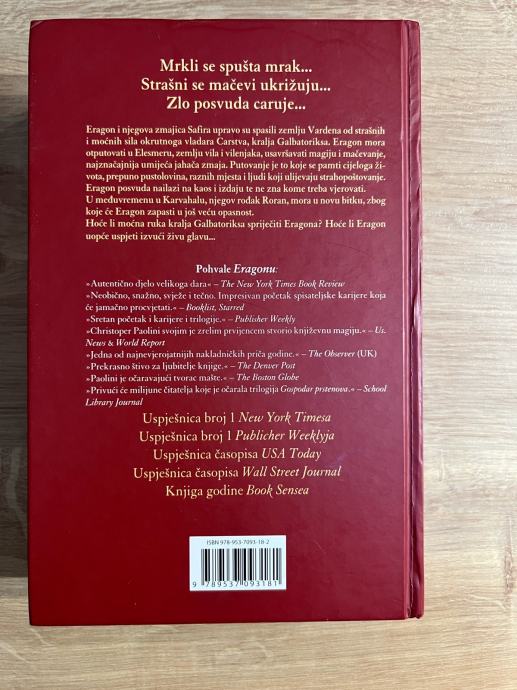 Mrkli se spušta mrak...
Strašni se mačevi ukrižuju...
Zlo posvuda caruje...
Eragon i njegova zmajica Safira upravo su spasili zemlju Vardena od strašnih
i moćnih sila okrutnoga vladara Carstva, kralja Galbatoriksa. Eragon mora
otputovati u Elesmeru, zemlju vila i vilenjaka, usavršavati magiju i mačevanje,
najznačajnija umijeća jahača zmaja. Putovanje je to koje se pamti cijeloga ži-
vota, prepuno pustolovina, raznih mjesta i ljudi koji ulijevaju strahopoštovanje.
Eragon posvuda nailazi na kaos i izdaju te ne zna kome treba vjerovati.
U međuvremenu u Karvahalu, njegov rođak Roran, mora u novu bitku, zbog
koje će Eragon zapasti u još veću opasnost.
Hoće li moćna ruka kralja Galbatoriksa spriječiti Eragona? Hoće li Eragon
uopće uspjeti izvući živu glavu...
Pohvale Eragonu:
»Autentično djelo velikoga dara« – The New York Times Book Review
»Neobično, snažno, svježe i tečno. Impresivan početak spisateljske karijere koja
će jamačno procvjetati.« – Booklist, Starred
»Sretan početak i karijere i trilogije.« – Publisher Weekly
»Christoper Paolini svojim je zrelim prvijencem stvorio književnu magiju.« – Us.
News & World Report
»Jedna od najnevjerojatnijih nakladničkih priča godine.« – The Observer (UK)
»Prekrasno štivo za ljubitelje knjige.« – The Denver Post
»Paolini je očaravajući tvorac mašte.« – The Boston Globe
»Privući će milijune čitatelja koje je očarala trilogija Gospodar prstenova.« – School
Library Journal
Uspješnica broj 1 New York Timesa
Uspješnica broj 1 Publicher Weeklyja
Uspješnica časopisa USA Today
Uspješnica časopisa Wall Street Journal
Knjiga godine Book Sensea
ISBN 978-953-7093-18-2
9 789537 093181